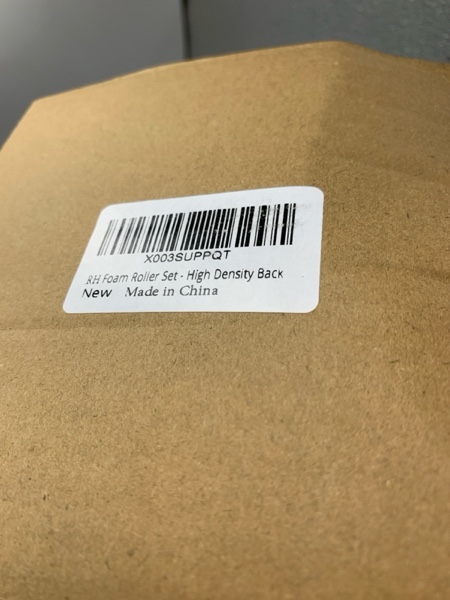 X003SUPPQT
RH Foam Roller Set - High Density Back
New Made in China